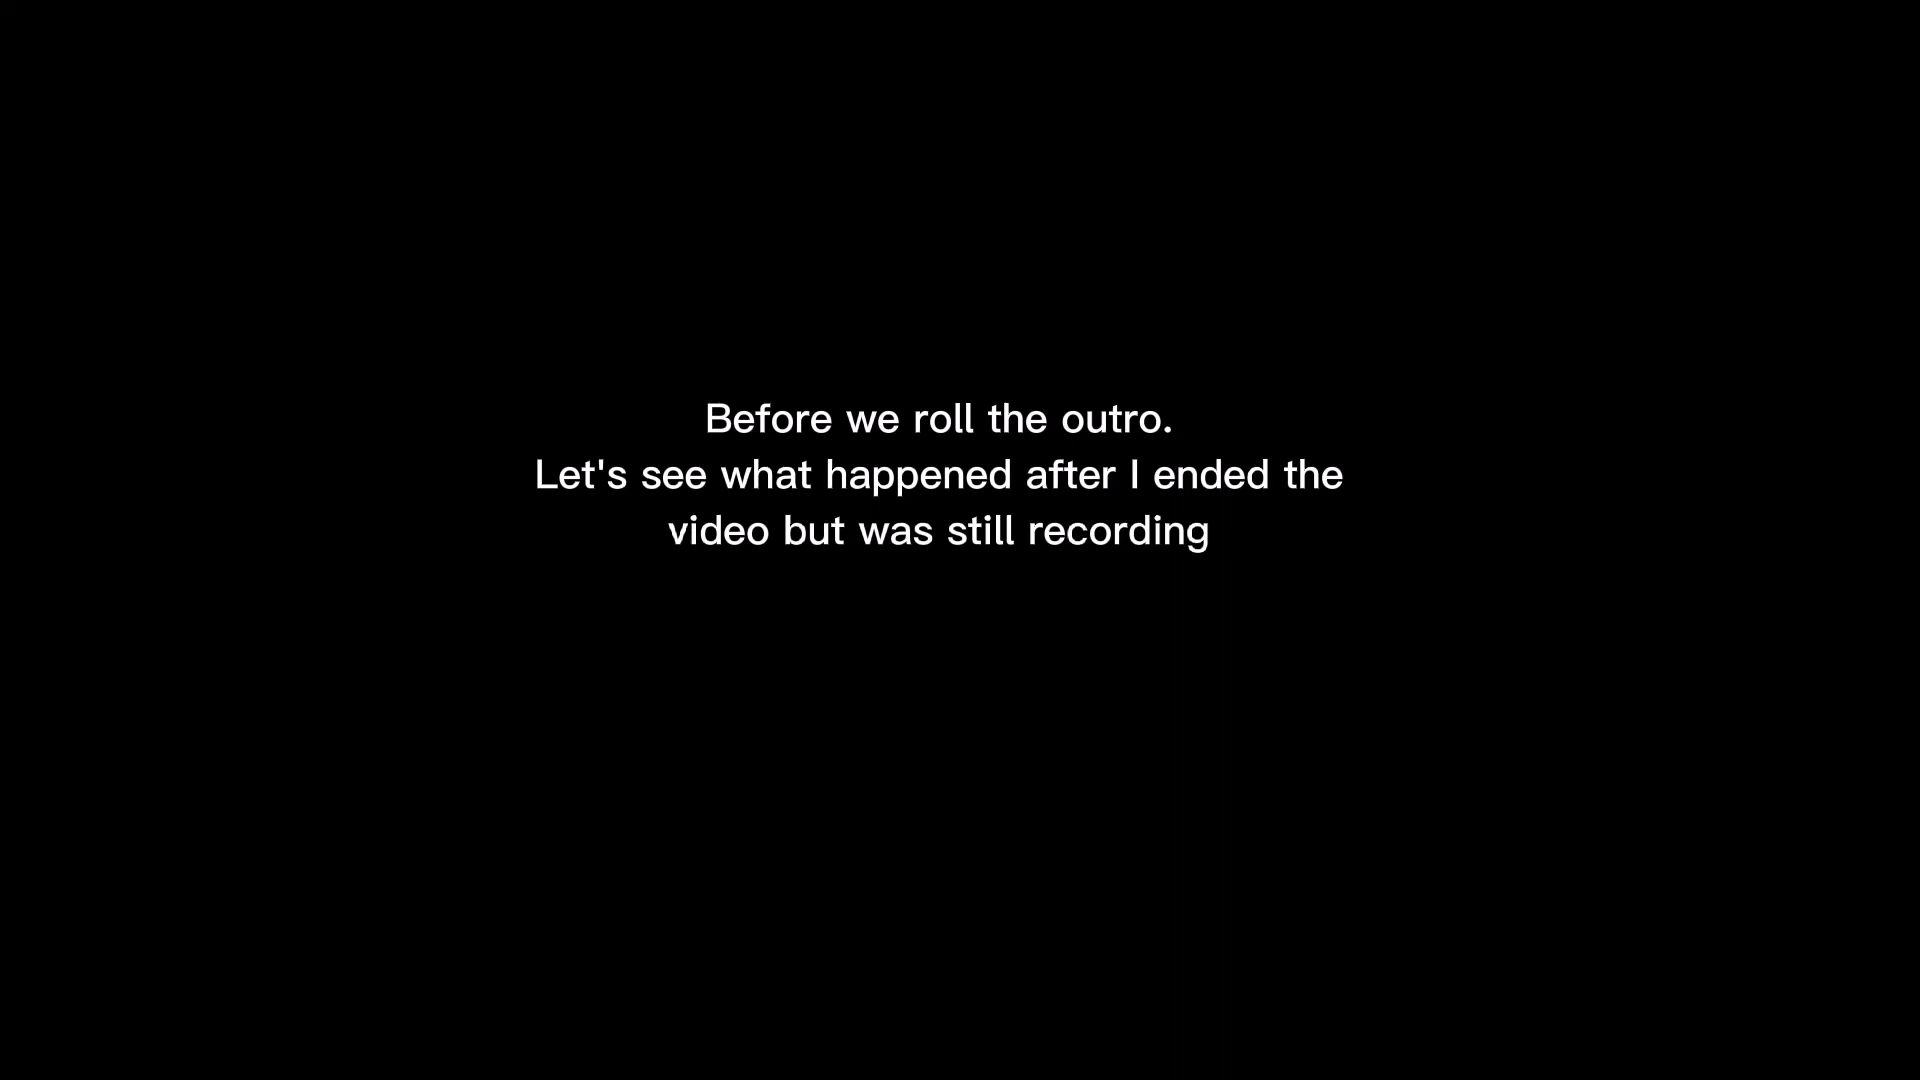 Before we roll the outro.
Let's see what happened after I ended the
video but was still recording